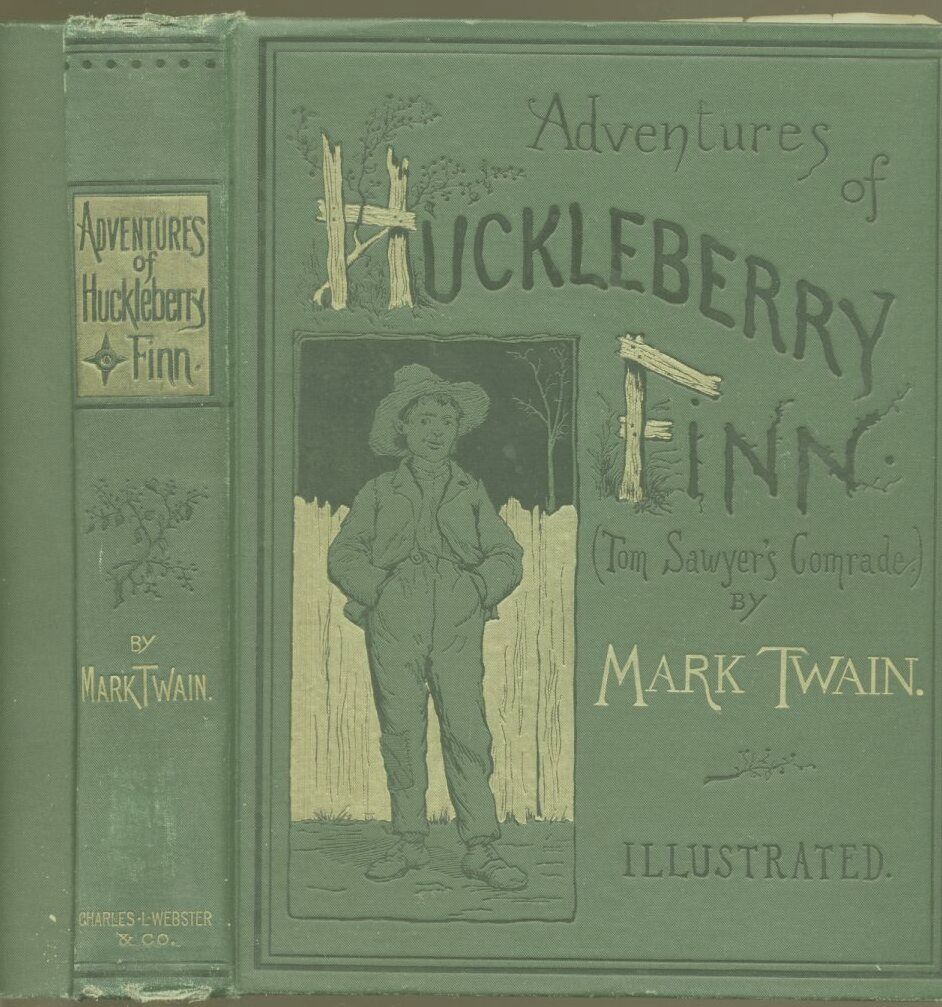 ADVENTURES
of
Huckleberry
Finn.
BY
MARK TWAIN.
CHARLES·L·WEBSTER
& CO.
Adventures
of
HUCKLEBERRY
FINN.
(Tom Sawyer's Comrade.)
BY
MARK TWAIN.
ILLUSTRATED.